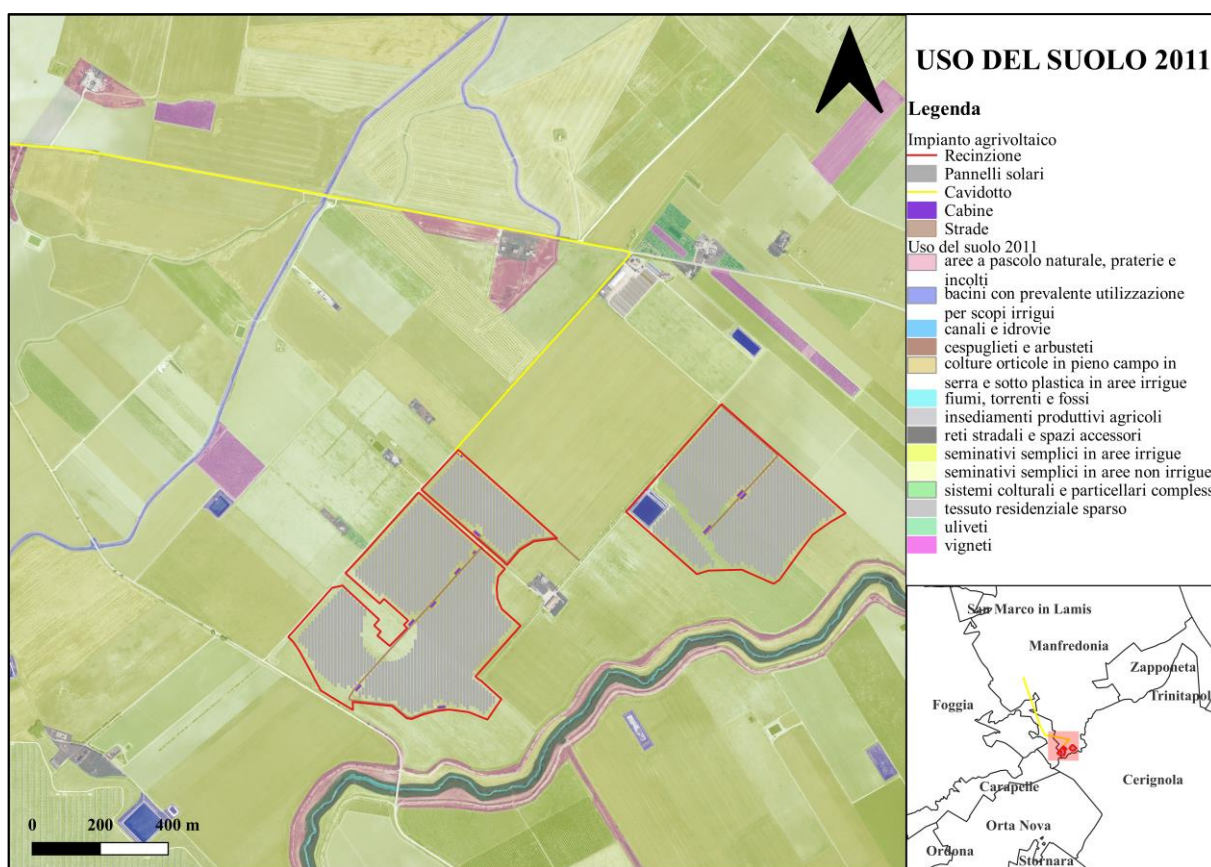 USO DEL SUOLO 2011
Legenda
Impianto agrivoltaico
Recinzione
Pannelli solari
Cavidotto
Cabine
Strade
Uso del suolo 2011
aree a pascolo naturale, praterie e
incolti
bacini con prevalente utilizzazione
per scopi irrigui
canali e idrovie
cespuglieti e arbusteti
colture orticole in pieno campo in
serra e sotto plastica in aree irrigue
fiumi, torrenti e fossi
insediamenti produttivi agricoli
reti stradali e spazi accessori
seminativi semplici in aree irrigue
seminativi semplici in aree non irrigue
sistemi colturali e particellari compless
tessuto residenziale sparso
uliveti
vigneti
San Marco in Lamis
Manfredonia
Zapponeta
Trinitapol
Foggia
Cerignola
Carapelle
Orta Nova
Ordona
Stornara
0 200 400 m